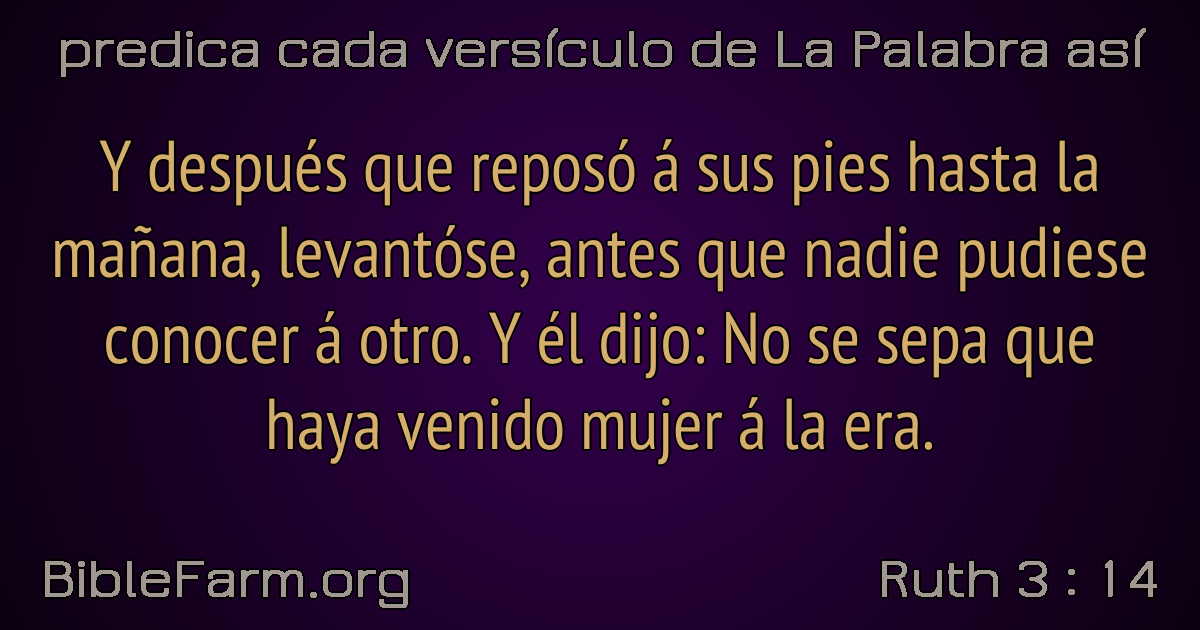 predica cada versículo de La Palabra así
Y después que reposó á sus pies hasta la
mañana, levantóse, antes que nadie pudiese
conocer á otro. Y él dijo: No se sepa que
haya venido mujer á la era.
BibleFarm.org
Ruth 3 : 14